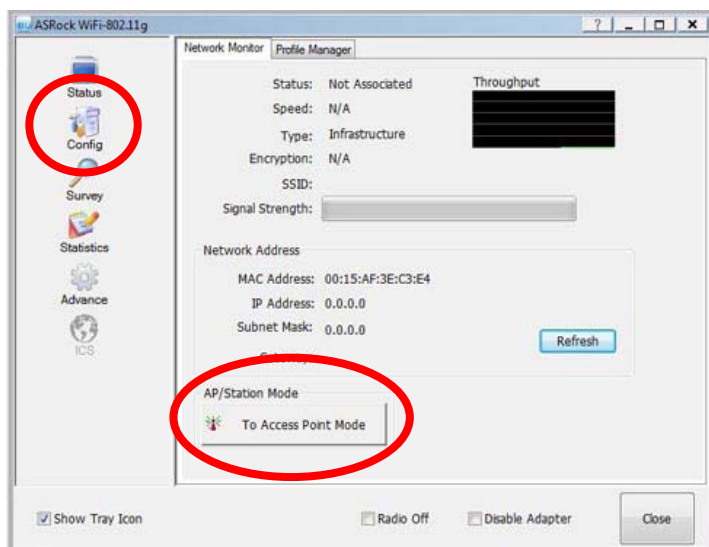 ASRock WiFi-802.11g
Network Monitor Profile Manager
Status
Config
Survey
Statistics
Advance
ICS
Status: Not Associated
Throughput
Speed: N/A
Type: Infrastructure
Encryption: N/A
SSID:
Signal Strength:
Network Address
MAC Address: 00:15:AF:3E:C3:E4
IP Address: 0.0.0.0
Subnet Mask: 0.0.0.0
Refresh
AP/Station Mode
To Access Point Mode
Show Tray Icon
Radio Off
Disable Adapter
Close